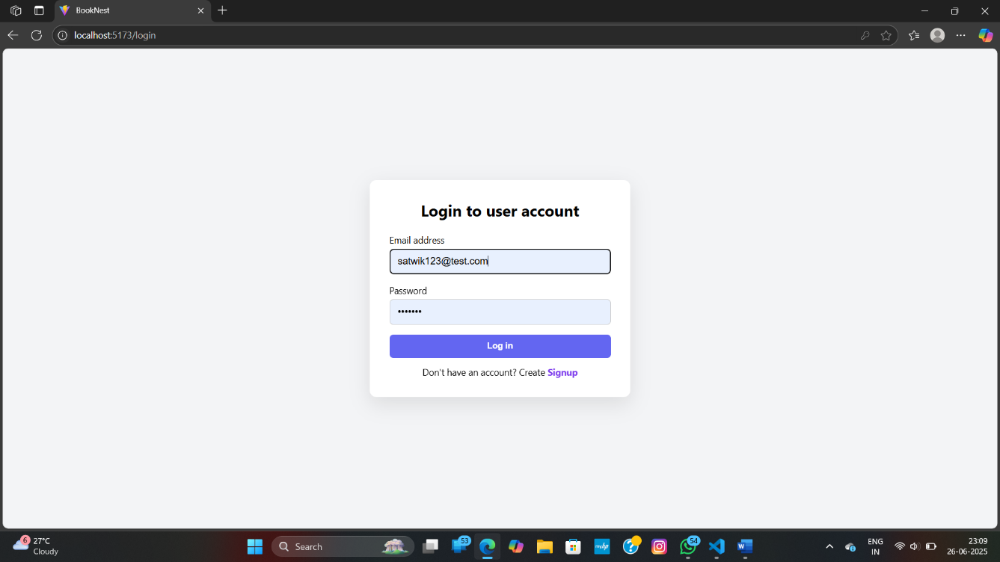 BookNest
localhost:5173/login
Login to user account
Email address
satwik123@test.com
Password
•••••••
Log in
Don't have an account? Create Signup
6
27°C
Cloudy
Search
53
myhp
?
54
W
ENG
IN
23:09
26-06-2025